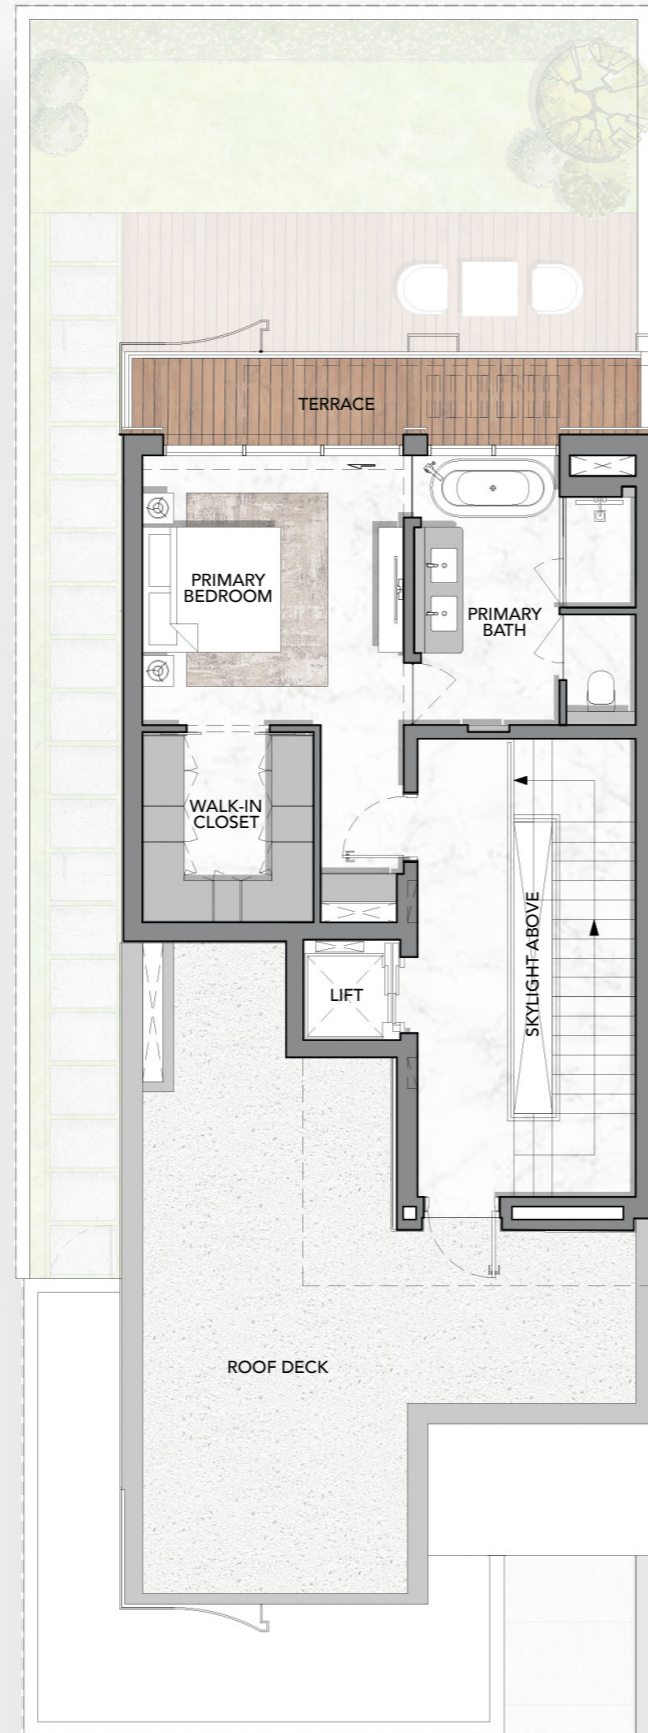 TERRACE
PRIMARY
BEDROOM
PRIMARY
BATH
WALK-IN
CLOSET
SKYLIGHT ABOVE
LIFT
ROOF DECK